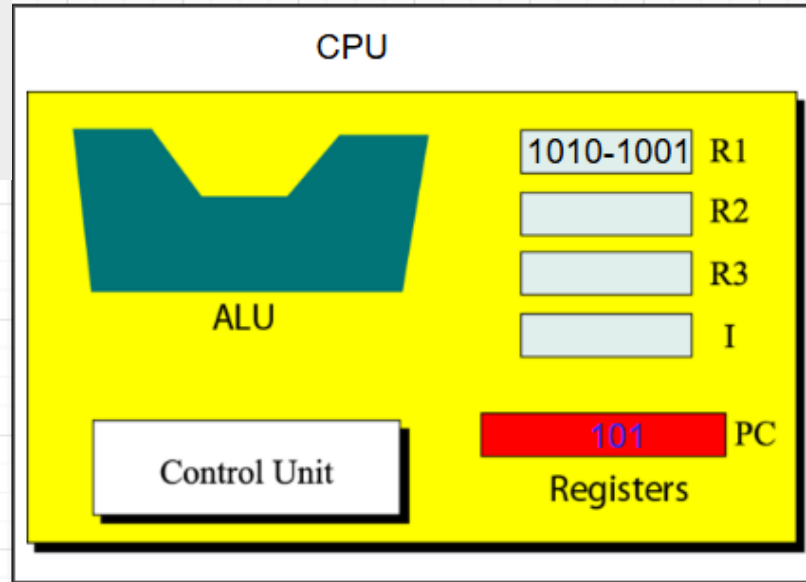 CPU
1010-1001 R1
R2
R3
I
ALU
101 PC
Control Unit
Registers